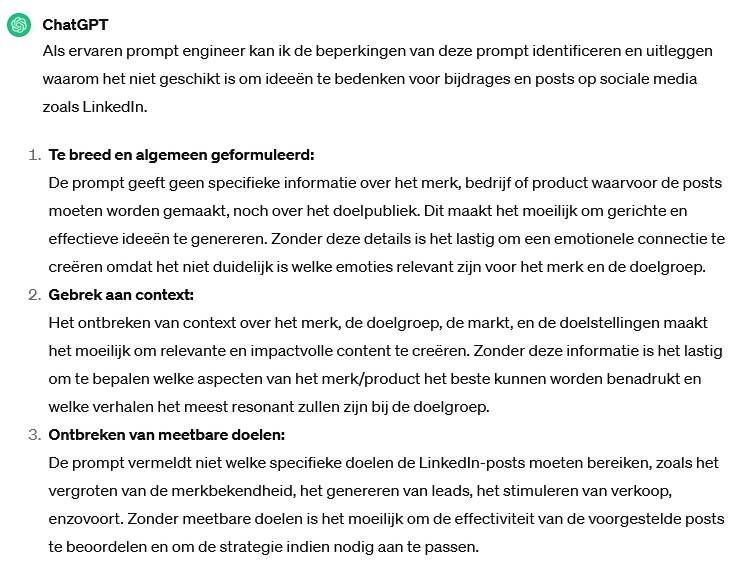 ChatGPT
Als ervaren prompt engineer kan ik de beperkingen van deze prompt identificeren en uitleggen
waarom het niet geschikt is om ideeën te bedenken voor bijdrages en posts op sociale media
zoals LinkedIn.
1. Te breed en algemeen geformuleerd:
De prompt geeft geen specifieke informatie over het merk, bedrijf of product waarvoor de posts
moeten worden gemaakt, noch over het doelpubliek. Dit maakt het moeilijk om gerichte en
effectieve ideeën te genereren. Zonder deze details is het lastig om een emotionele connectie te
creëren omdat het niet duidelijk is welke emoties relevant zijn voor het merk en de doelgroep.
2. Gebrek aan context:
Het ontbreken van context over het merk, de doelgroep, de markt, en de doelstellingen maakt
het moeilijk om relevante en impactvolle content te creëren. Zonder deze informatie is het lastig
om te bepalen welke aspecten van het merk/product het beste kunnen worden benadrukt en
welke verhalen het meest resonant zullen zijn bij de doelgroep.
3. Ontbreken van meetbare doelen:
De prompt vermeldt niet welke specifieke doelen de LinkedIn-posts moeten bereiken, zoals het
vergroten van de merkbekendheid, het genereren van leads, het stimuleren van verkoop,
enzovoort. Zonder meetbare doelen is het moeilijk om de effectiviteit van de voorgestelde posts
te beoordelen en om de strategie indien nodig aan te passen.